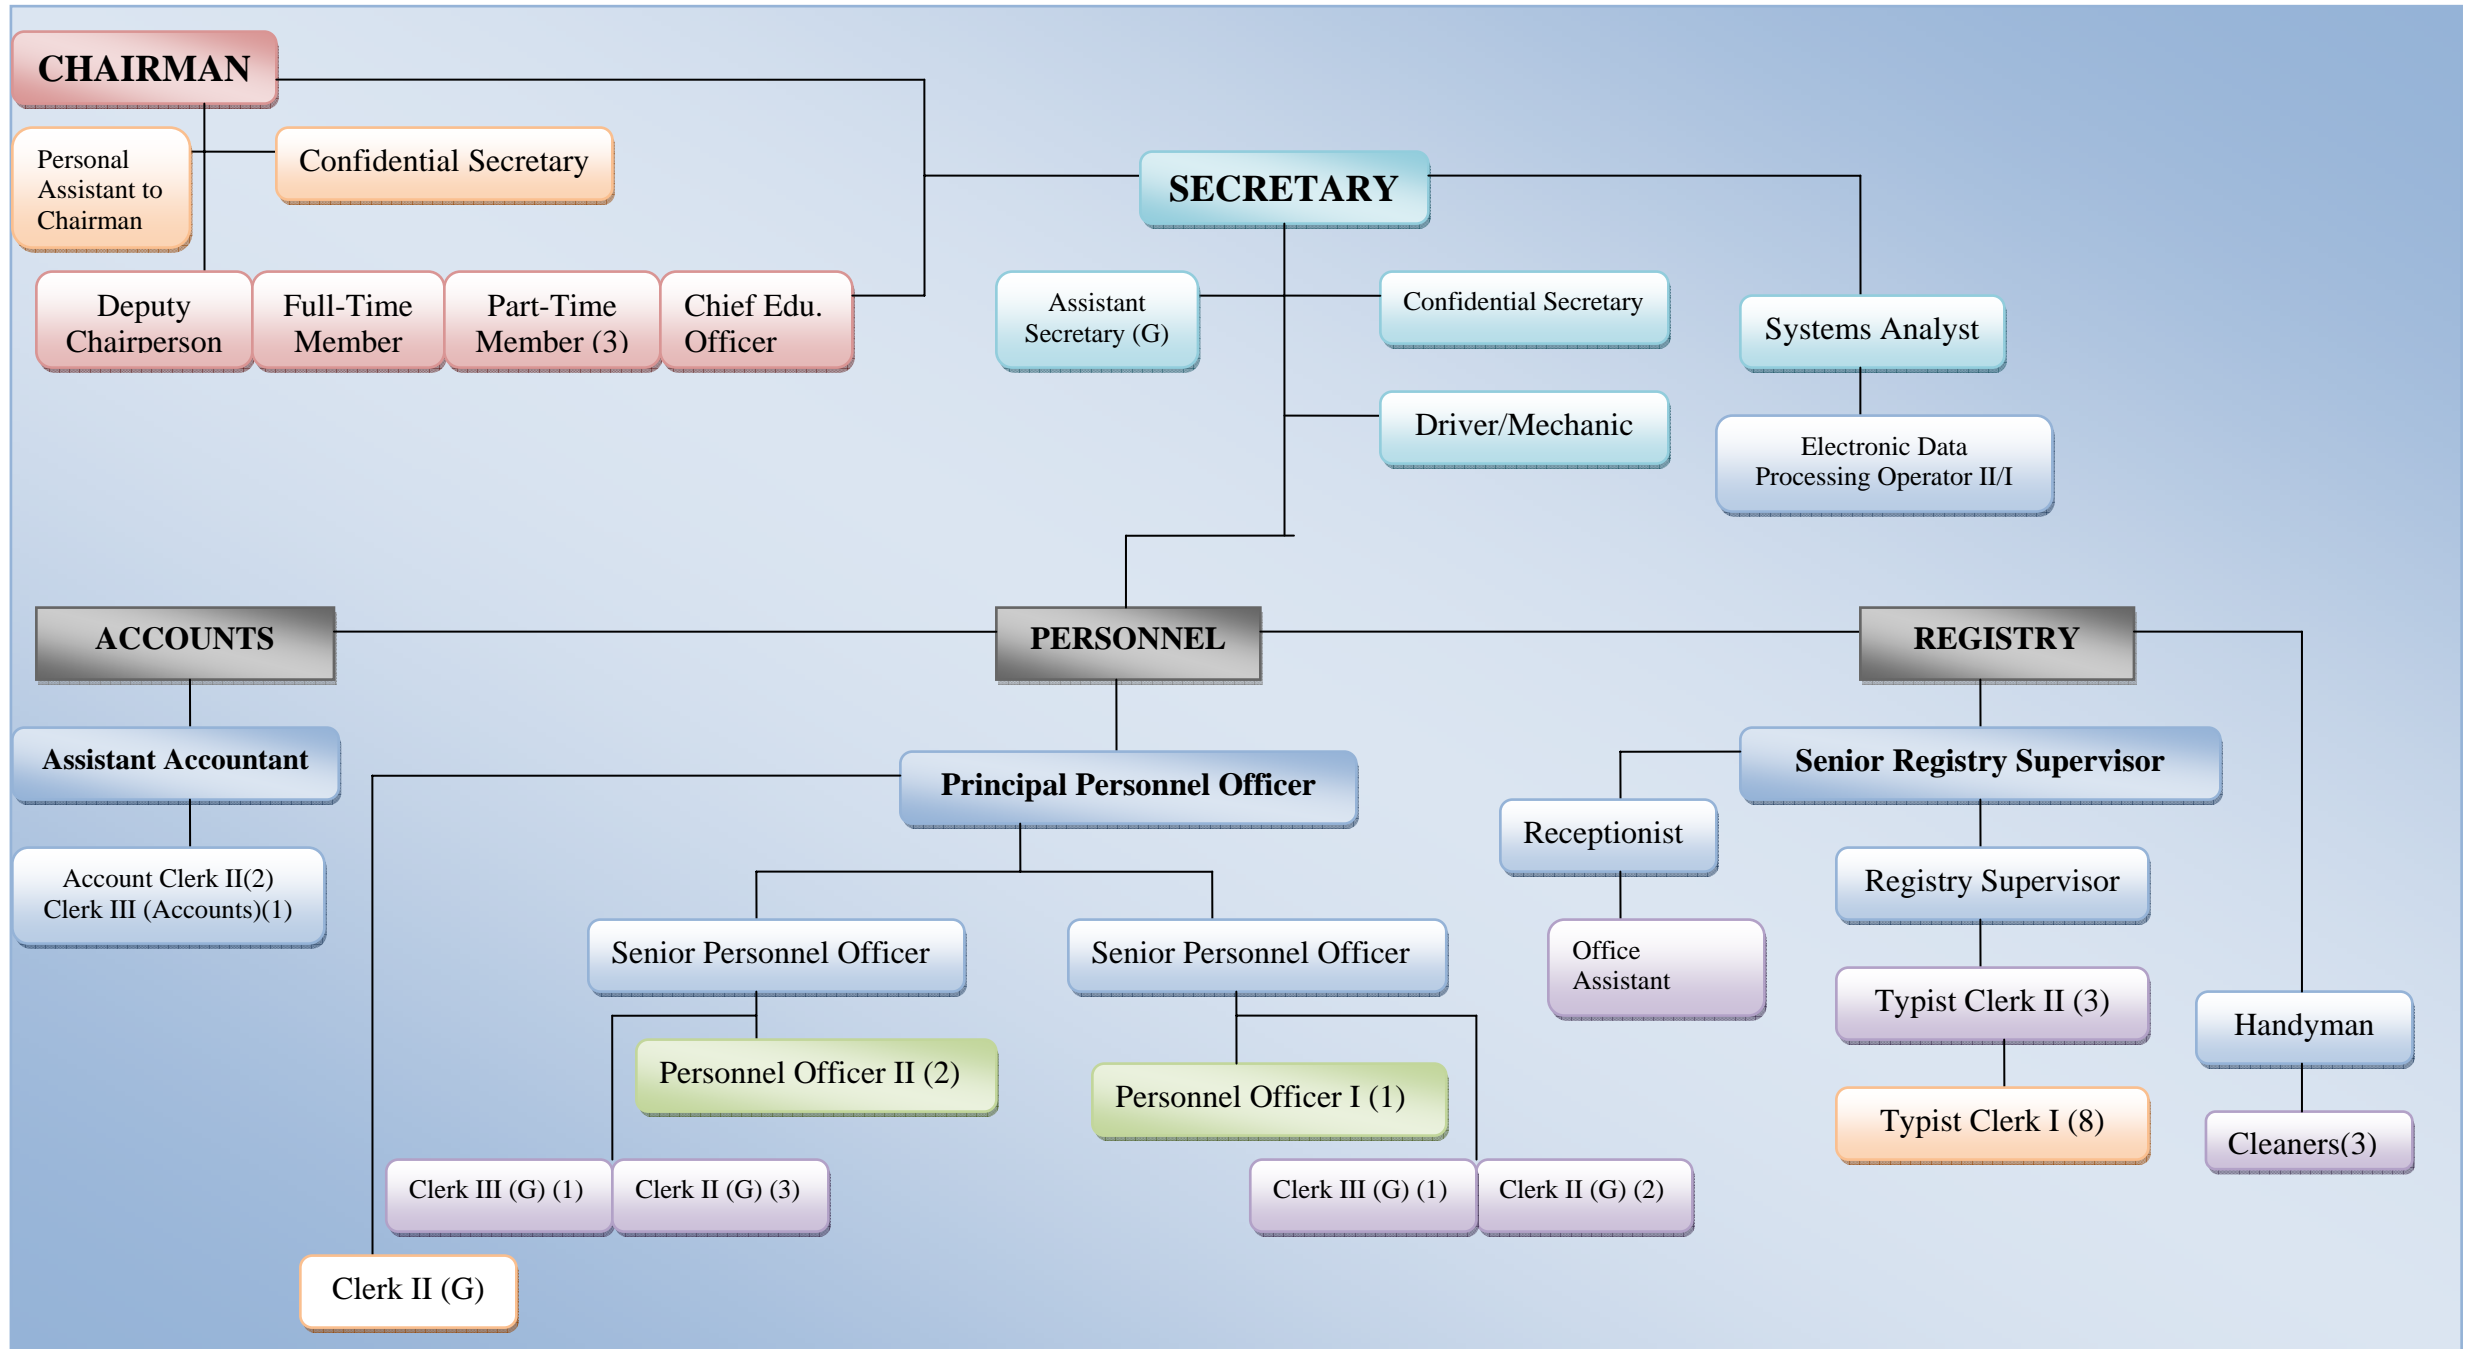 CHAIRMAN
Personal
Assistant to
Chairman
Confidential Secretary
SECRETARY
Deputy
Chairperson
Full-Time
Member
Part-Time
Member (3)
Chief Edu.
Officer
Assistant
Secretary (G)
Confidential Secretary
Systems Analyst
Driver/Mechanic
Electronic Data
Processing Operator II/I
ACCOUNTS
PERSONNEL
REGISTRY
Assistant Accountant
Principal Personnel Officer
Senior Registry Supervisor
Receptionist
Account Clerk II(2)
Clerk III (Accounts)(1)
Registry Supervisor
Senior Personnel Officer
Senior Personnel Officer
Office
Assistant
Typist Clerk II (3)
Handyman
Personnel Officer II (2)
Personnel Officer I (1)
Typist Clerk I (8)
Cleaners(3)
Clerk III (G) (1)
Clerk II (G) (3)
Clerk III (G) (1)
Clerk II (G) (2)
Clerk II (G)